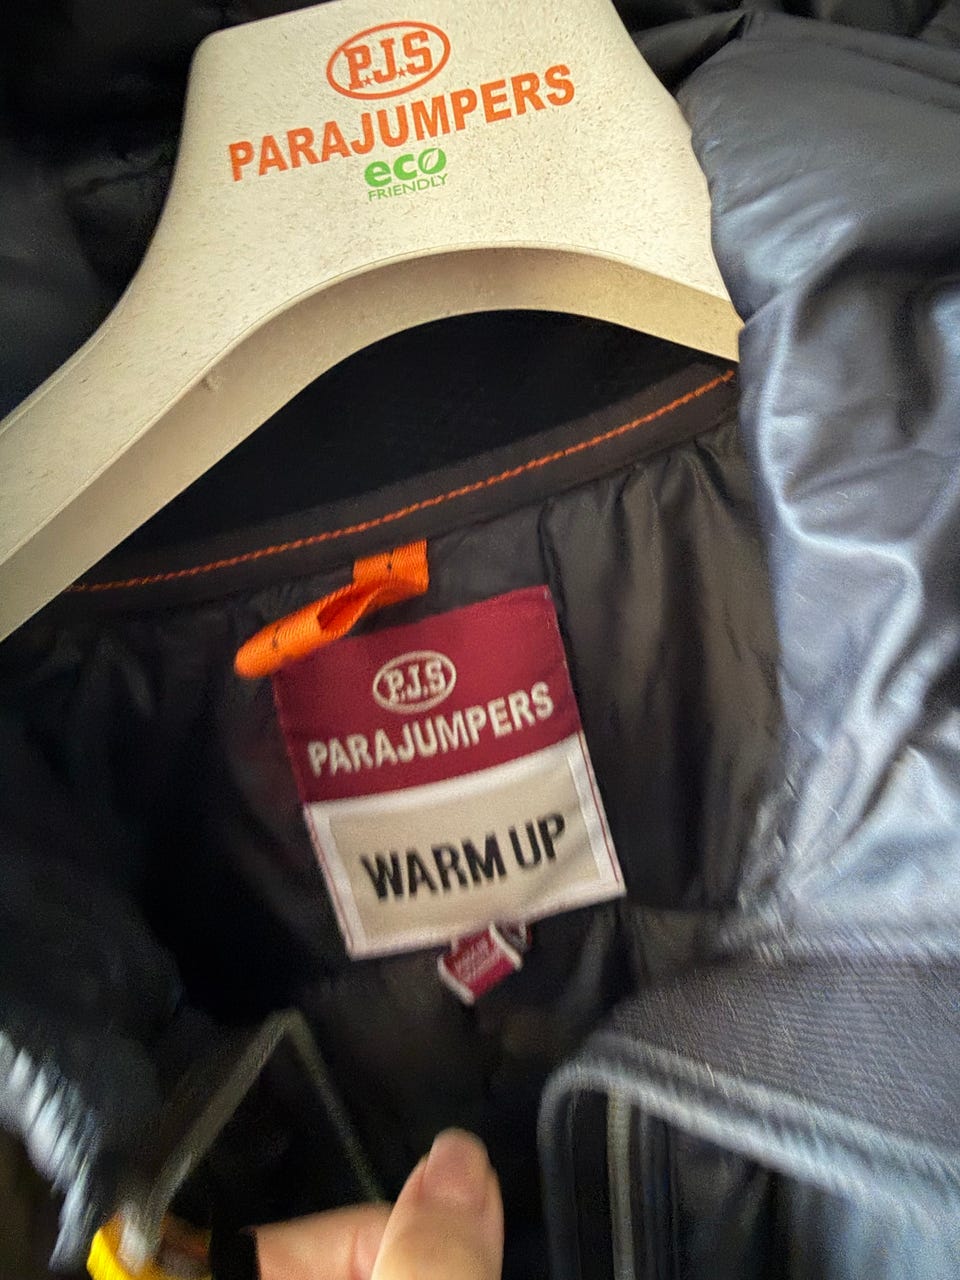 P.J.S
PARAJUMPERS
eco
FRIENDLY
P.J.S
PARAJUMPERS
WARM UP